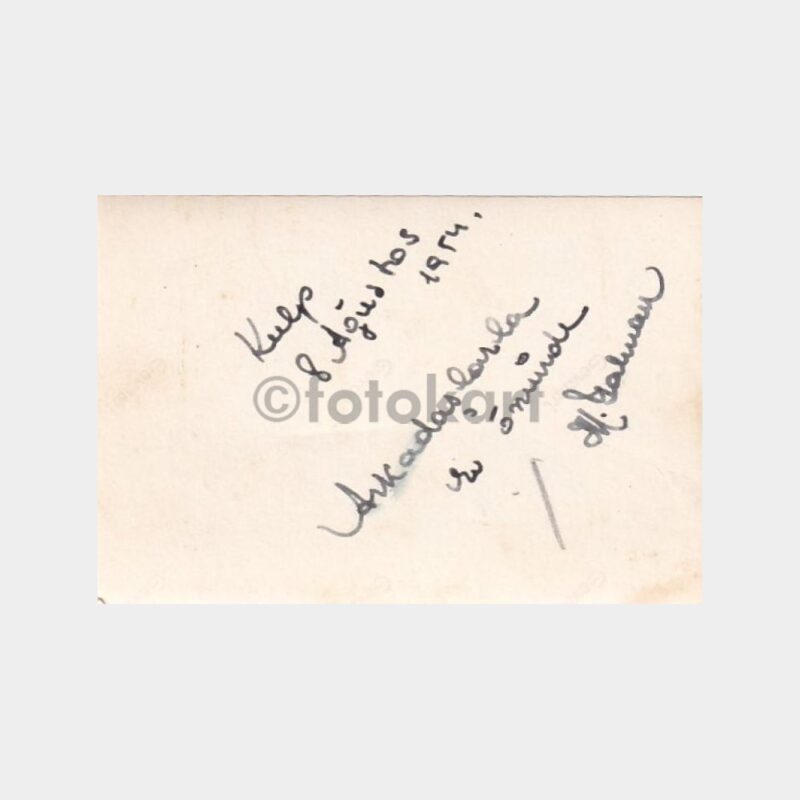 Kulp
8 Ağustos
1954.
Arkadaşlarla
ev önünde
©fotokart